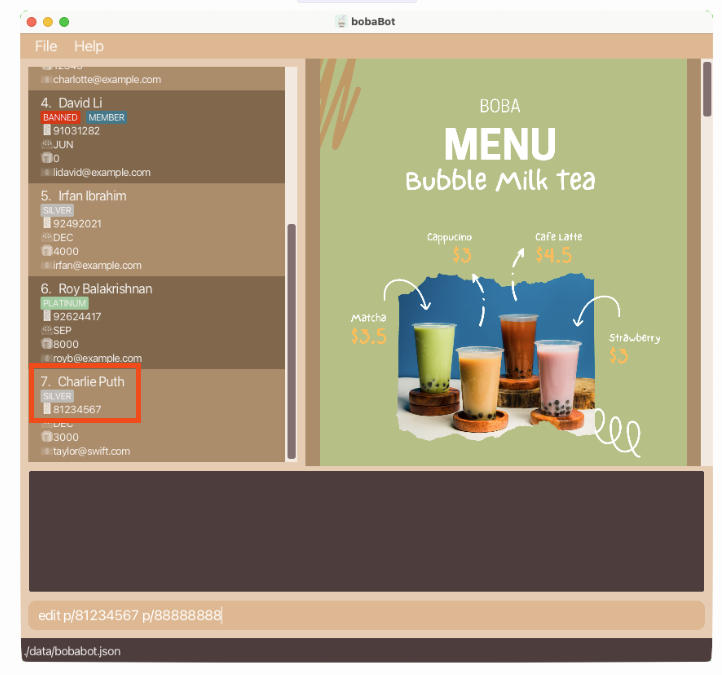 bobaBot
File Help
charlotte@example.com
4. David Li
BANNED MEMBER
91031282
JUN
0
lidavid@example.com
5. Irfan Ibrahim
SILVER
92492021
DEC
4000
irfan@example.com
6. Roy Balakrishnan
PLATINUM
92624417
SEP
8000
royb@example.com
7. Charlie Puth
SILVER
81234567
DEC
3000
taylor@swift.com
BOBA
MENU
Bubble Milk Tea
Cappucino
$3
Cafe Latte
$4.5
Matcha
$3.5
Strawberry
$3
edit p/81234567 p/88888888
./data/bobabot.json